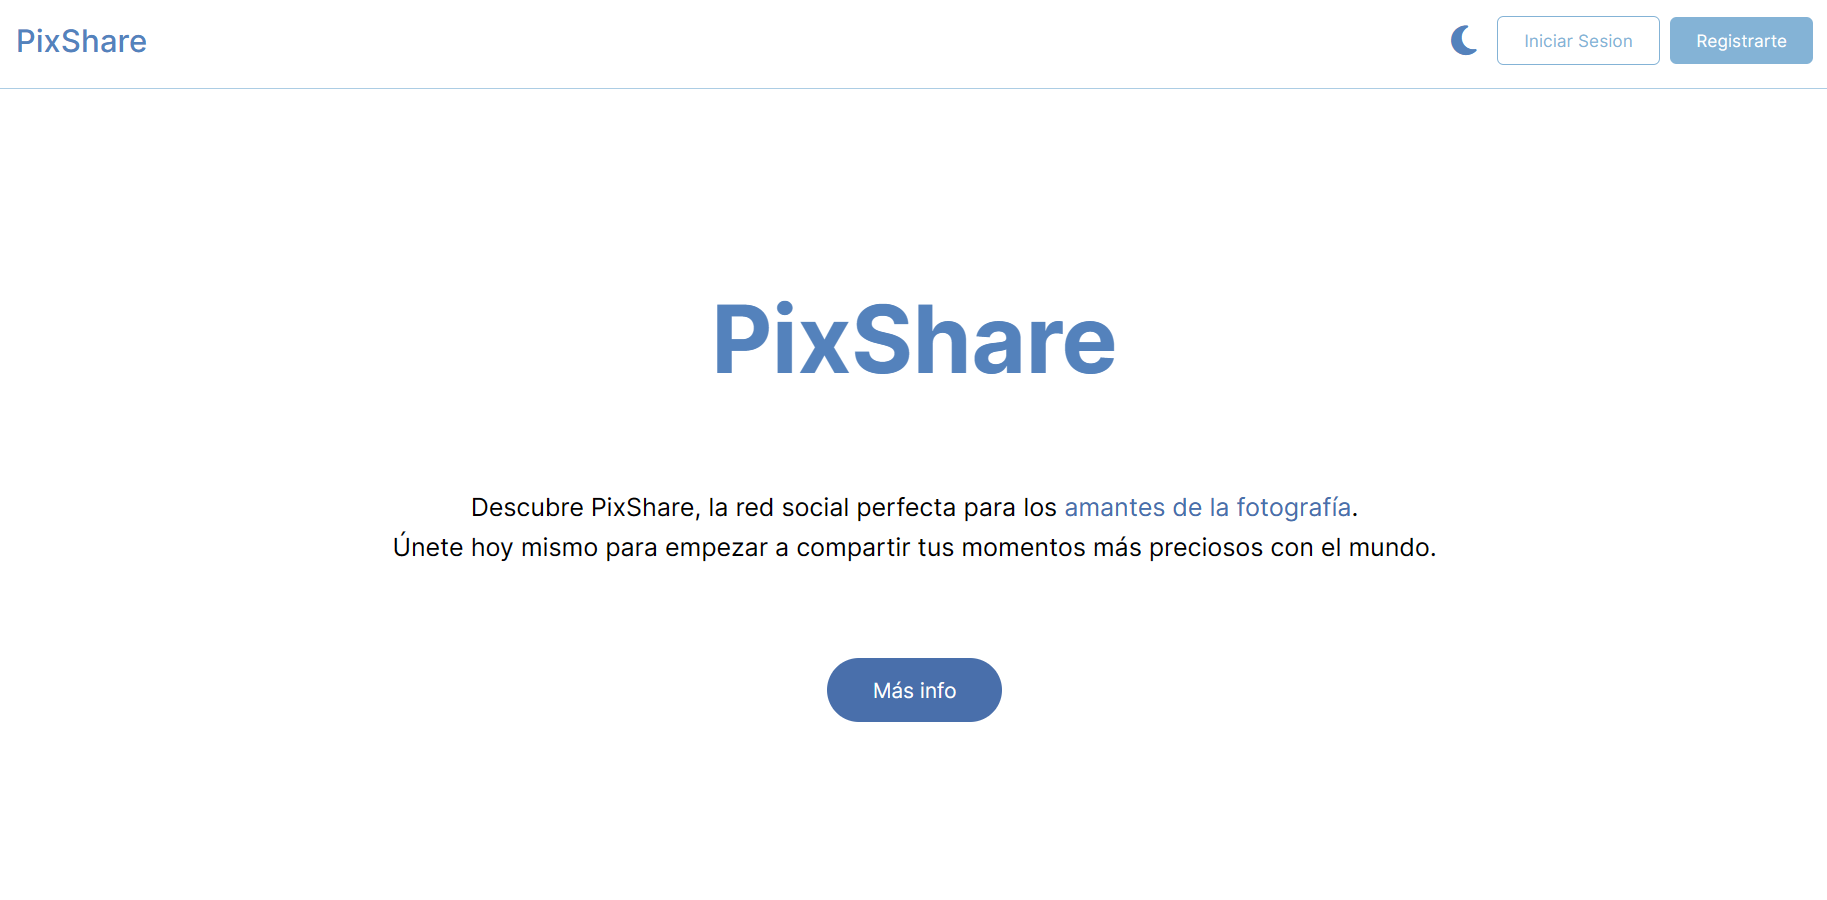 PixShare
Iniciar Sesion
Registrarte
PixShare
Descubre PixShare, la red social perfecta para los amantes de la fotografía.
Únete hoy mismo para empezar a compartir tus momentos más preciosos con el mundo.
Más info